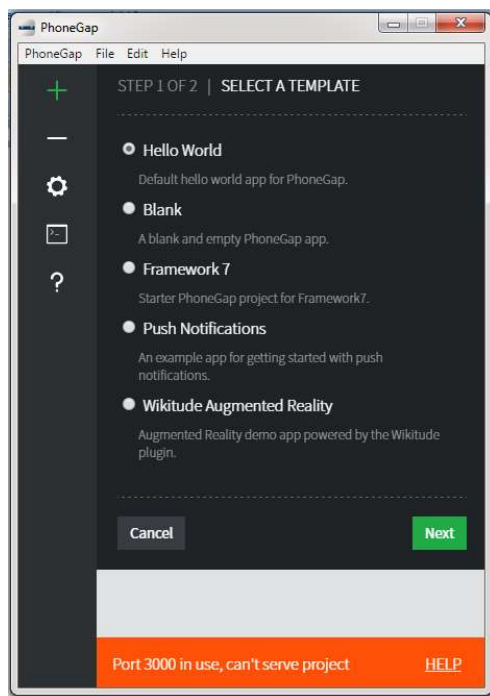 PhoneGap
PhoneGap File Edit Help
STEP 1 OF 2 | SELECT A TEMPLATE
Hello World
Default hello world app for PhoneGap.
Blank
A blank and empty PhoneGap app.
Framework 7
Starter PhoneGap project for Framework7.
Push Notifications
An example app for getting started with push
notifications.
Wikitude Augmented Reality
Augmented Reality demo app powered by the Wikitude
plugin.
Cancel
Next
Port 3000 in use, can't serve project
HELP